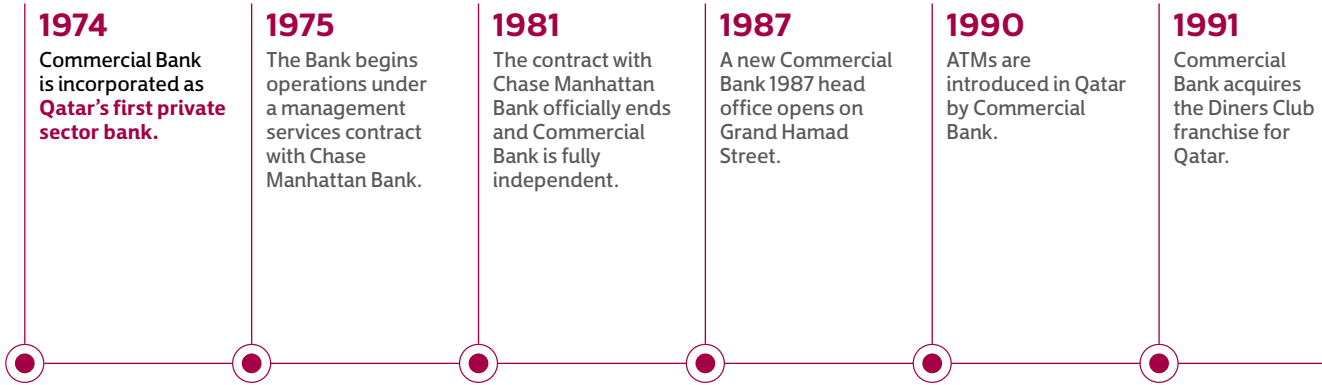 1974
Commercial Bank
is incorporated as
Qatar's first private
sector bank.
1975
The Bank begins
operations under
a management
services contract
with Chase
Manhattan Bank.
1981
The contract with
Chase Manhattan
Bank officially ends
and Commercial
Bank is fully
independent.
1987
A new Commercial
Bank 1987 head
office opens on
Grand Hamad
Street.
1990
ATMs are
introduced in Qatar
by Commercial
Bank.
1991
Commercial
Bank acquires
the Diners Club
franchise for
Qatar.